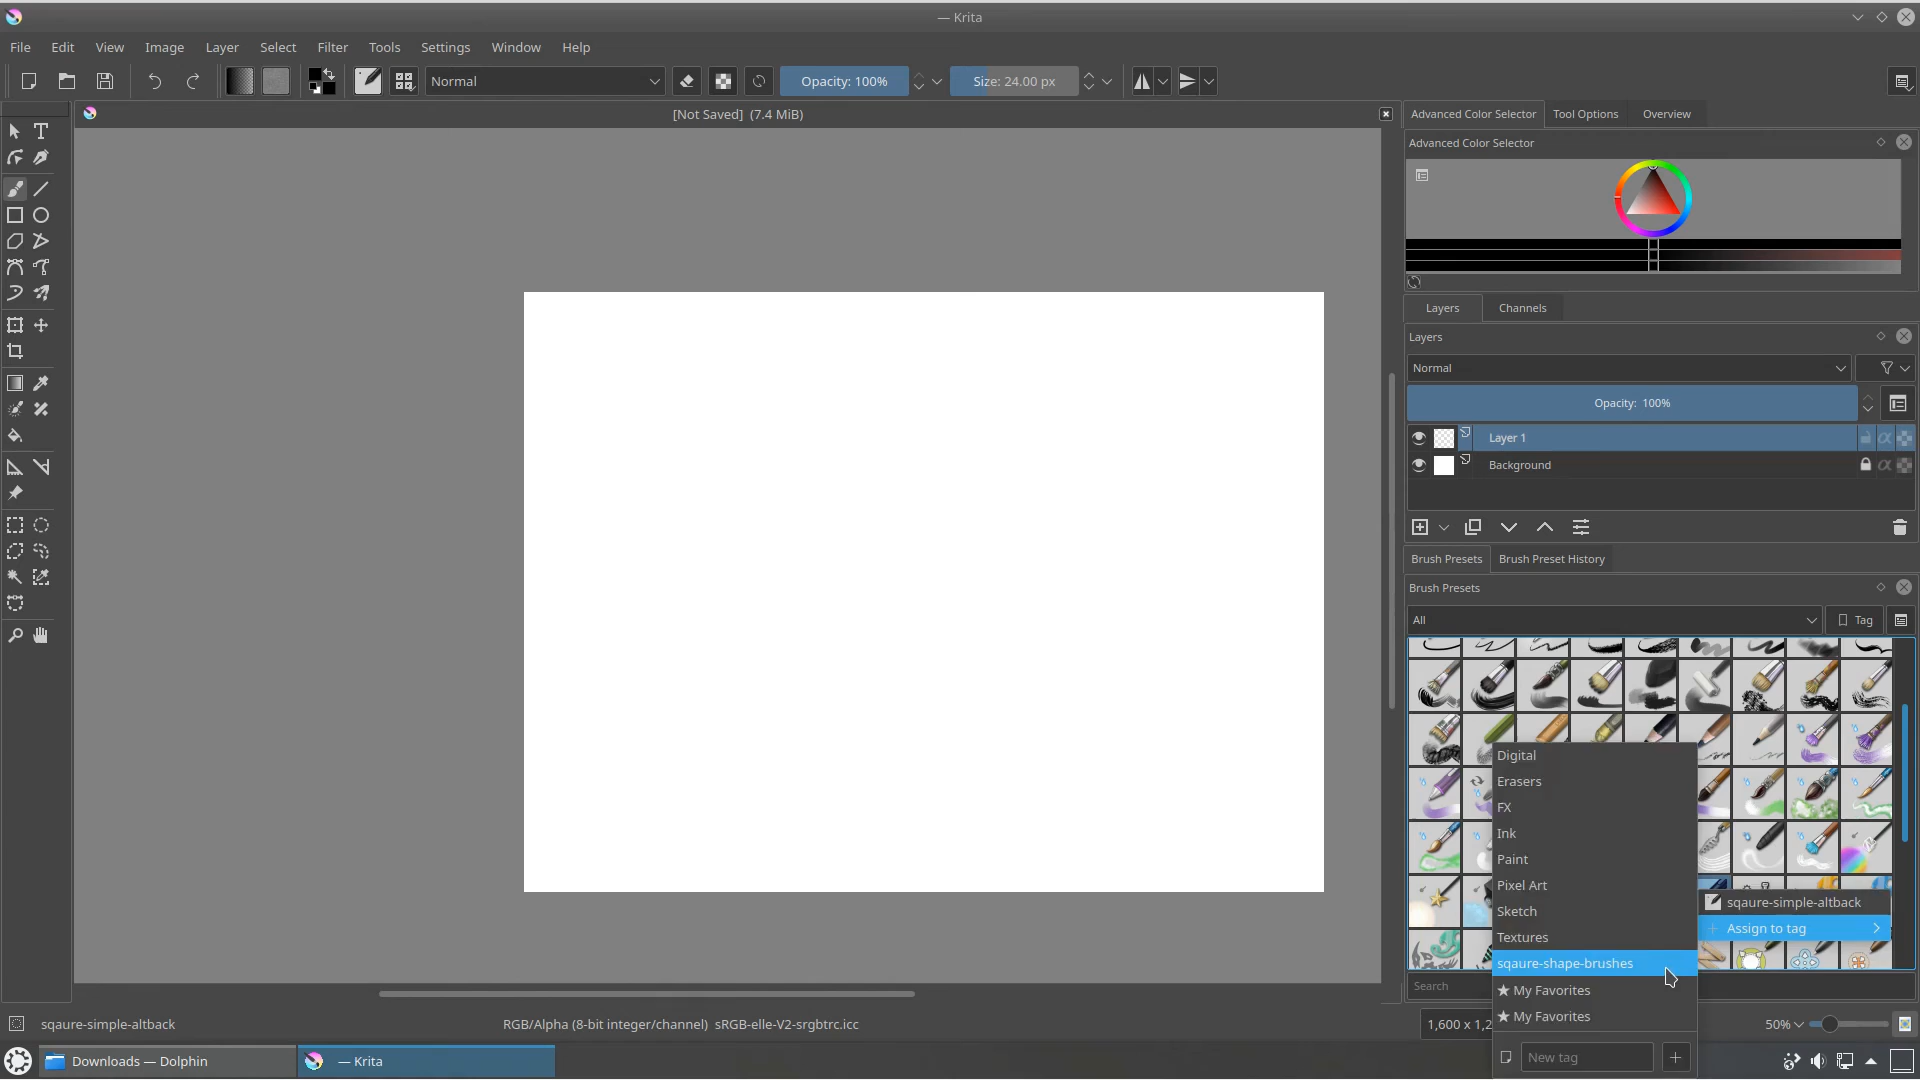 — Krita
File Edit View Image Layer Select Filter Tools Settings Window Help
Normal Opacity: 100% Size: 24.00 px
[Not Saved] (7.4 MiB)
Advanced Color Selector Tool Options Overview
Advanced Color Selector
Layers Channels
Layers
Normal
Opacity: 100%
Layer 1
Background
Brush Presets Brush Preset History
Brush Presets
All Tag
Digital
Erasers
FX
Ink
Paint
Pixel Art
Sketch
Textures
sqaure-shape-brushes
★ My Favorites
★ My Favorites
New tag
sqaure-simple-altback
Assign to tag
Search
sqaure-simple-altback RGB/Alpha (8-bit integer/channel) sRGB-elle-V2-srgbtrc.icc 1,600 x 1,2 50%
Downloads — Dolphin — Krita